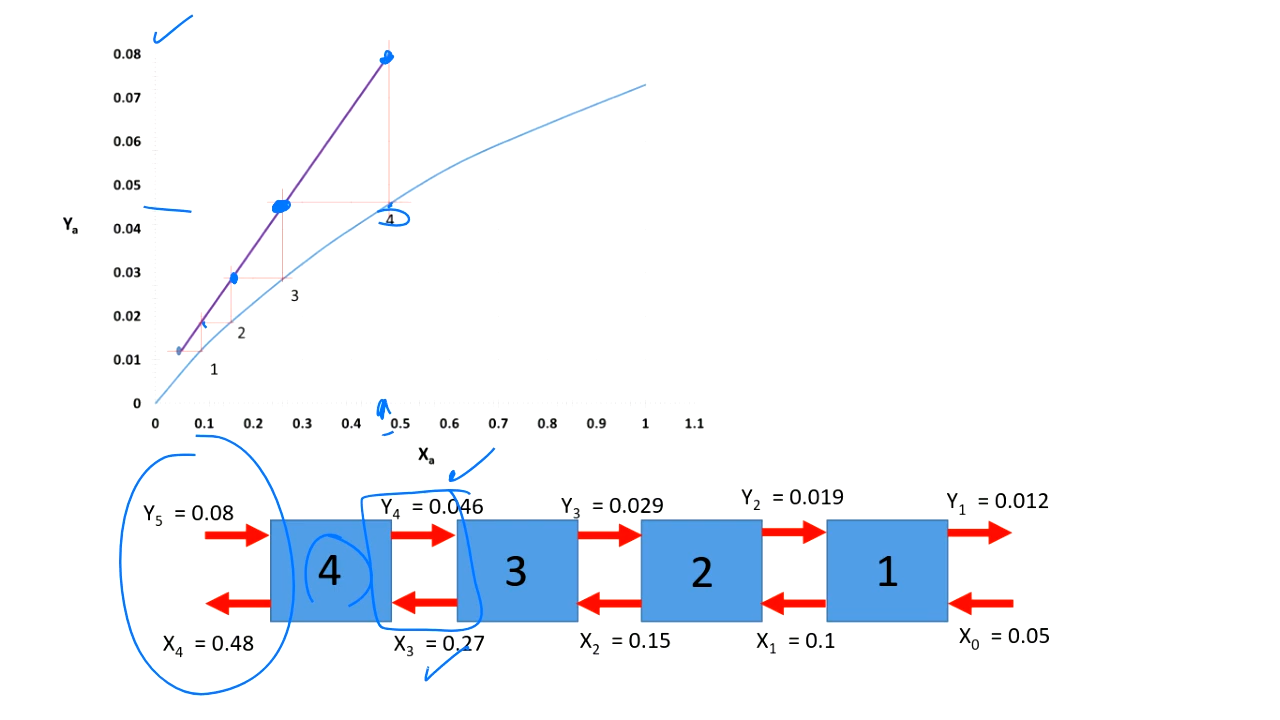 0.08
0.07
0.06
0.05
0.04
0.03
0.02
0.01
0
Yₐ
4
3
2
1
0 0.1 0.2 0.3 0.4 0.5 0.6 0.7 0.8 0.9 1 1.1
Xₐ
Y₅ = 0.08 Y₄ = 0.046 Y₃ = 0.029 Y₂ = 0.019 Y₁ = 0.012
4 3 2 1
X₄ = 0.48 X₃ = 0.27 X₂ = 0.15 X₁ = 0.1 X₀ = 0.05